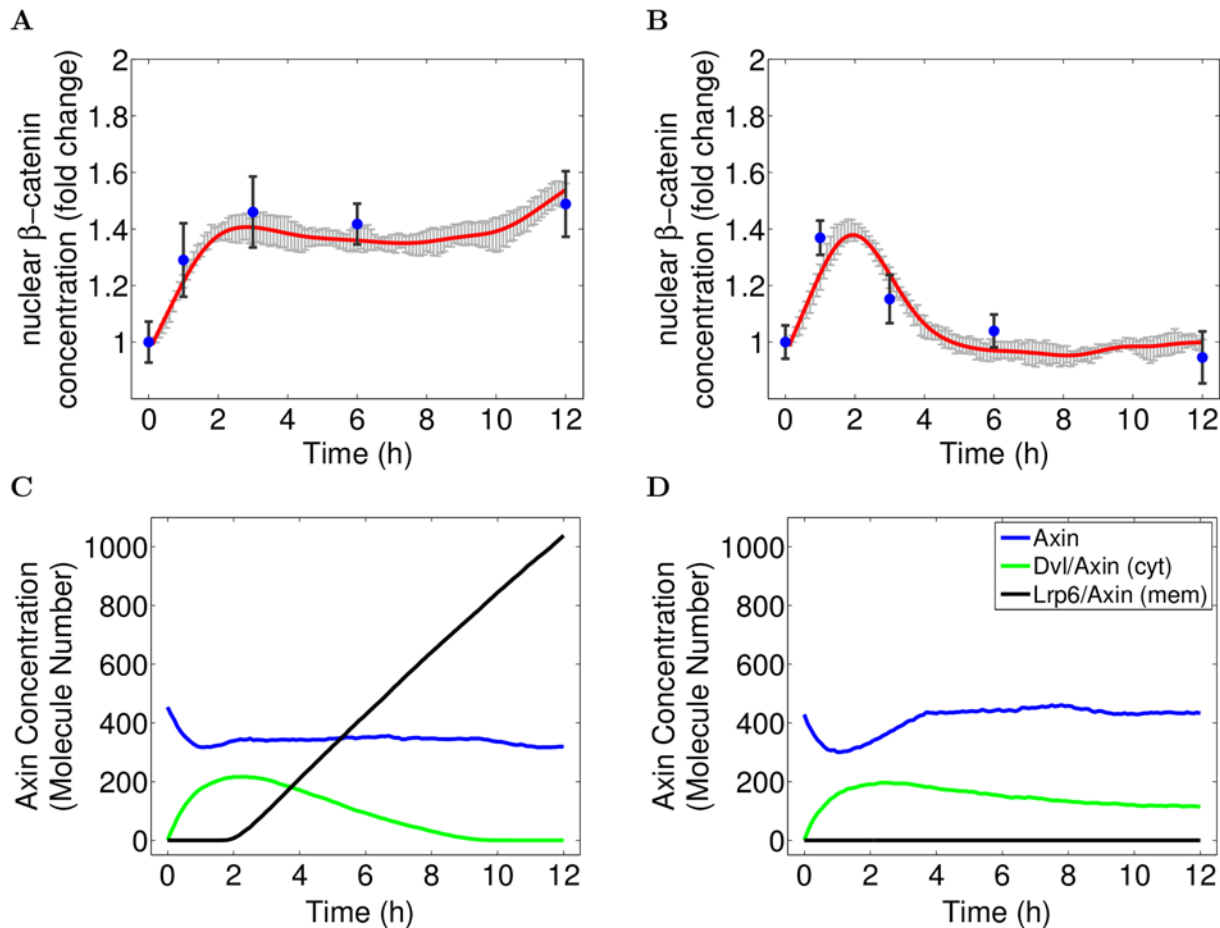 A
nuclear β−catenin
concentration (fold change)
2
1.8
1.6
1.4
1.2
1
0 2 4 6 8 10 12
Time (h)
B
nuclear β−catenin
concentration (fold change)
2
1.8
1.6
1.4
1.2
1
0 2 4 6 8 10 12
Time (h)
C
Axin Concentration
(Molecule Number)
1000
800
600
400
200
0
0 2 4 6 8 10 12
Time (h)
D
Axin Concentration
(Molecule Number)
1000
800
600
400
200
0
0 2 4 6 8 10 12
Time (h)
Axin
Dvl/Axin (cyt)
Lrp6/Axin (mem)